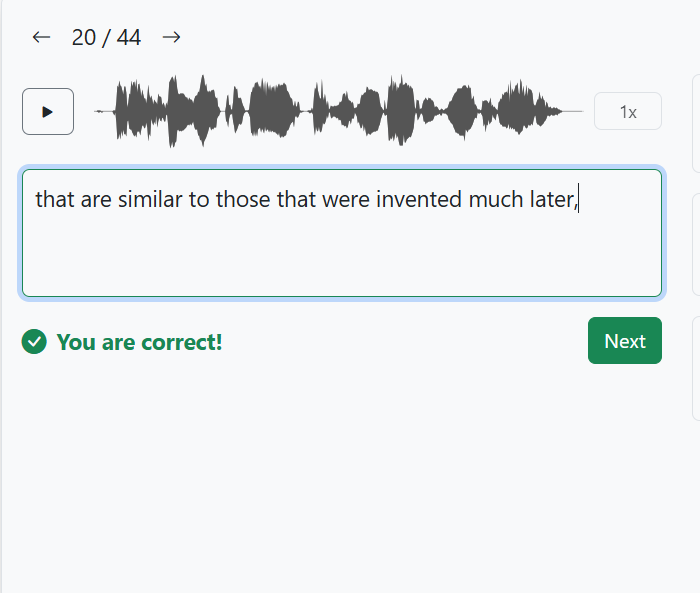 ← 20 / 44 →
1x
that are similar to those that were invented much later,
You are correct!
Next